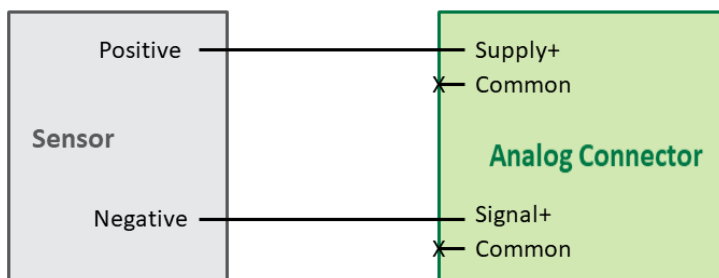 Positive
Supply+
Common
Sensor
Analog Connector
Negative
Signal+
Common